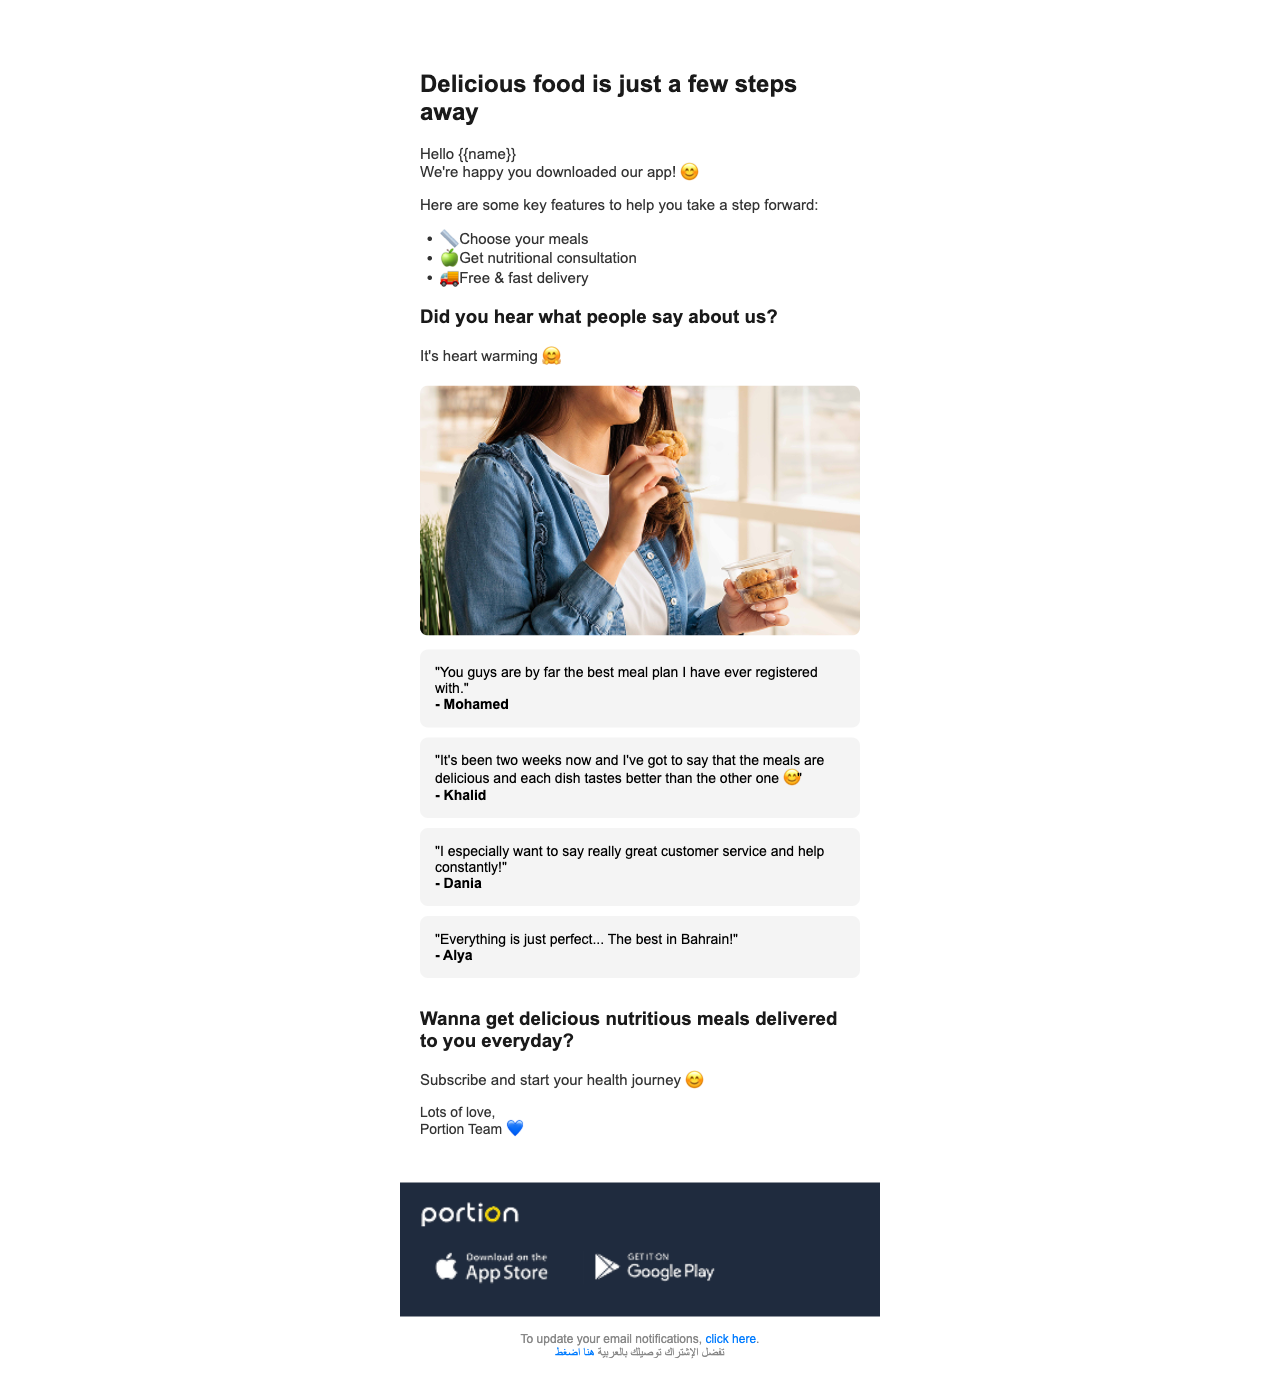 Delicious food is just a few steps
away
Hello {{name}}
We're happy you downloaded our app! 😊
Here are some key features to help you take a step forward:
• 📏Choose your meals
• 🍏Get nutritional consultation
• 🚚Free & fast delivery
Did you hear what people say about us?
It's heart warming 🤗
"You guys are by far the best meal plan I have ever registered
with."
- Mohamed
"It's been two weeks now and I've got to say that the meals are
delicious and each dish tastes better than the other one 😊"
- Khalid
"I especially want to say really great customer service and help
constantly!"
- Dania
"Everything is just perfect... The best in Bahrain!"
- Alya
Wanna get delicious nutritious meals delivered
to you everyday?
Subscribe and start your health journey 😊
Lots of love,
Portion Team 💙
portion
Download on the
App Store
GET IT ON
Google Play
To update your email notifications, click here.
تفضل الإشتراك توصيلك بالعربية هنا اضغط